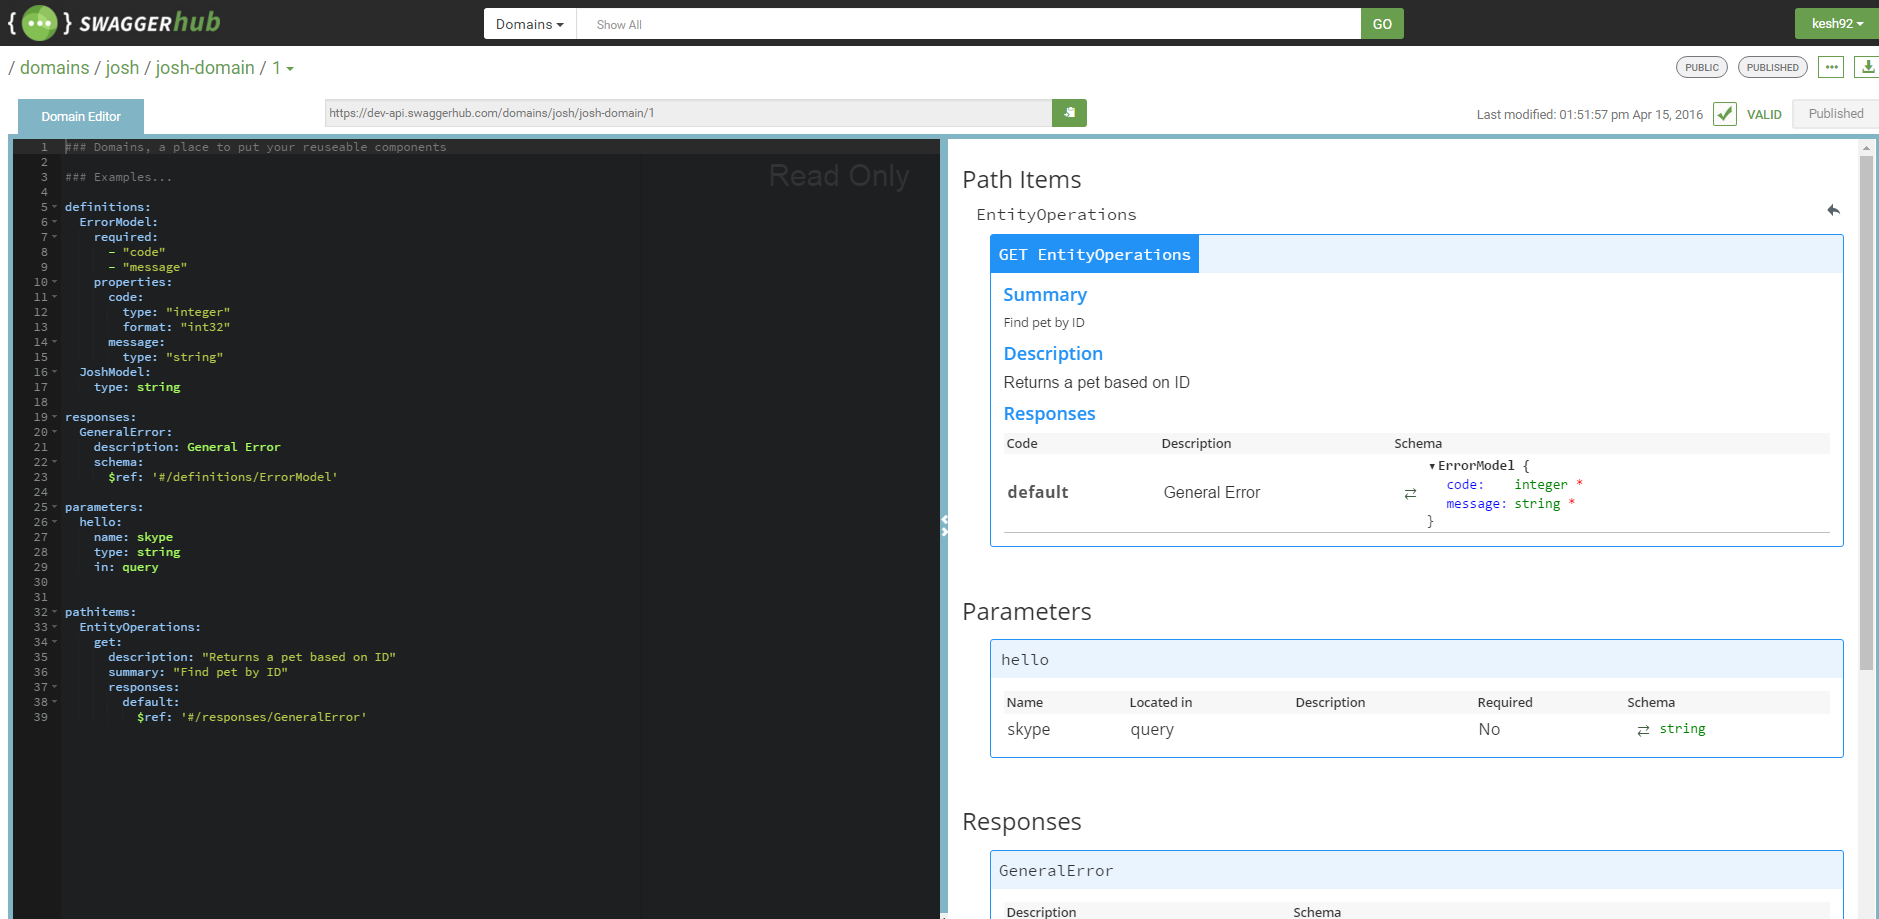 {...} SWAGGERhub
Domains
Show All
GO
kesh92
/ domains / josh / josh-domain / 1
PUBLIC
PUBLISHED
Domain Editor
https://dev-api.swaggerhub.com/domains/josh/josh-domain/1
Last modified: 01:51:57 pm Apr 15, 2016
VALID
Published
1 ### Domains, a place to put your reuseable components
2
3 ### Examples...
4
5 definitions:
6 ErrorModel:
7 required:
8 - "code"
9 - "message"
10 properties:
11 code:
12 type: "integer"
13 format: "int32"
14 message:
15 type: "string"
16 JoshModel:
17 type: string
18
19 responses:
20 GeneralError:
21 description: General Error
22 schema:
23 $ref: '#/definitions/ErrorModel'
24
25 parameters:
26 hello:
27 name: skype
28 type: string
29 in: query
30
31
32 pathitems:
33 EntityOperations:
34 get:
35 description: "Returns a pet based on ID"
36 summary: "Find pet by ID"
37 responses:
38 default:
39 $ref: '#/responses/GeneralError'
Read Only
Path Items
EntityOperations
GET EntityOperations
Summary
Find pet by ID
Description
Returns a pet based on ID
Responses
Code Description Schema
default General Error ⇄ ▾ErrorModel {
code: integer *
message: string *
}
Parameters
hello
Name Located in Description Required Schema
skype query No ⇄ string
Responses
GeneralError
Description Schema